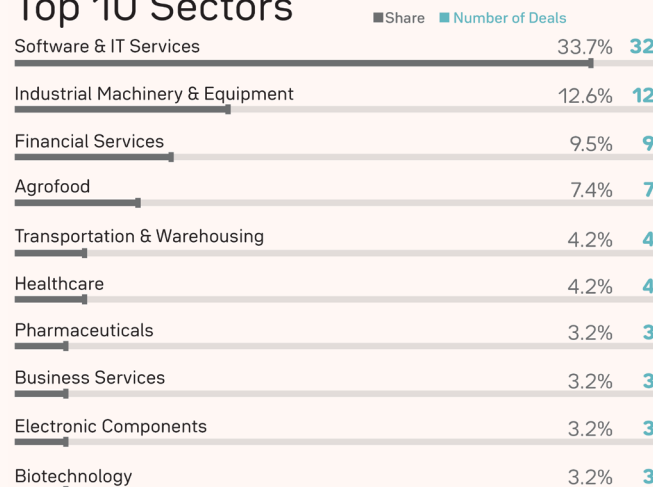 Top 10 Sectors
Share Number of Deals
Software & IT Services 33.7% 32
Industrial Machinery & Equipment 12.6% 12
Financial Services 9.5% 9
Agrofood 7.4% 7
Transportation & Warehousing 4.2% 4
Healthcare 4.2% 4
Pharmaceuticals 3.2% 3
Business Services 3.2% 3
Electronic Components 3.2% 3
Biotechnology 3.2% 3